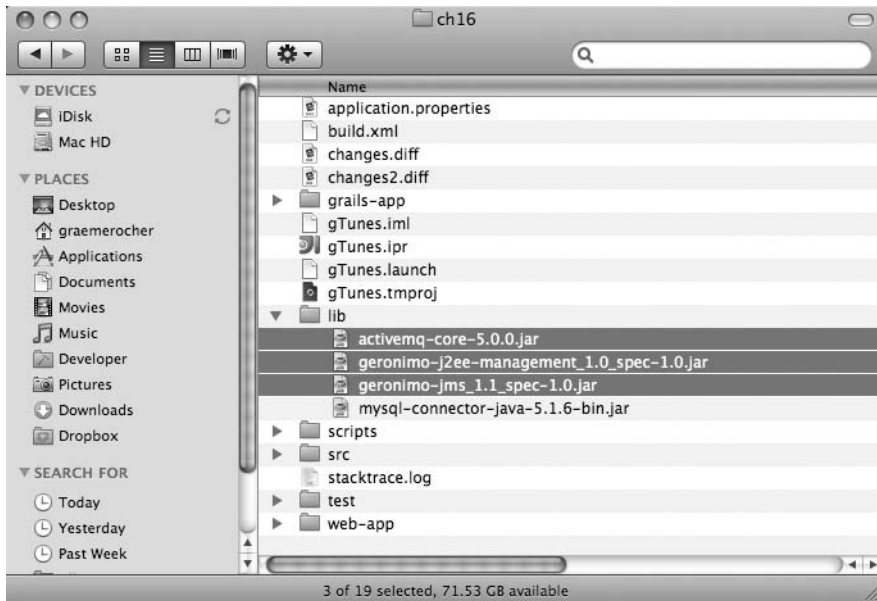 ch16
DEVICES
iDisk
Mac HD
PLACES
Desktop
graemerocher
Applications
Documents
Movies
Music
Developer
Pictures
Downloads
Dropbox
SEARCH FOR
Today
Yesterday
Past Week
Name
application.properties
build.xml
changes.diff
changes2.diff
grails-app
gTunes.iml
gTunes.ipr
gTunes.launch
gTunes.tmproj
lib
activemq-core-5.0.0.jar
geronimo-j2ee-management_1.0_spec-1.0.jar
geronimo-jms_1.1_spec-1.0.jar
mysql-connector-java-5.1.6-bin.jar
scripts
src
stacktrace.log
test
web-app
3 of 19 selected, 71.53 GB available